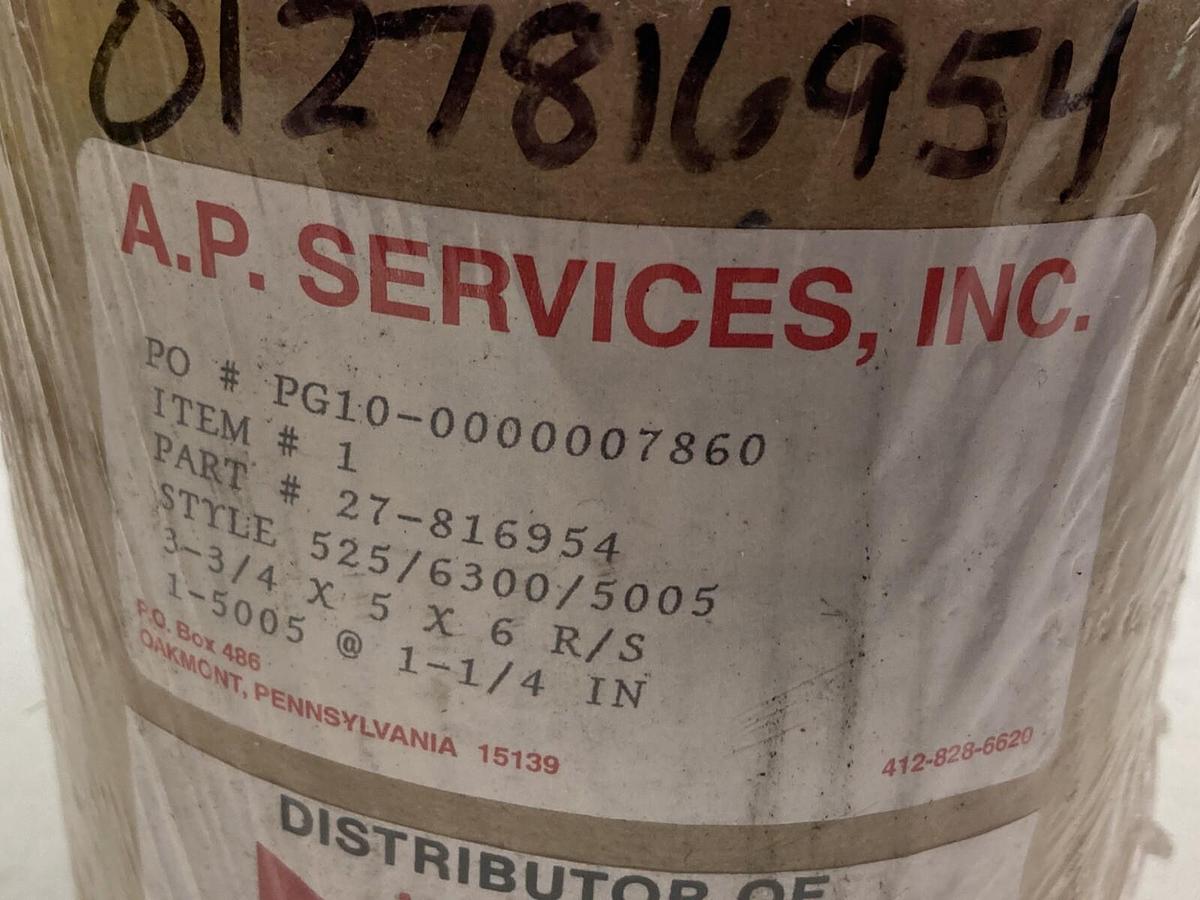 0127816954
A.P. SERVICES, INC.
PO # PG10-0000007860
ITEM # 1
PART # 27-816954
STYLE 525/6300/5005
3-3/4 X 5 X 6 R/S
1-5005 @ 1-1/4 IN
P.O. Box 486
OAKMONT, PENNSYLVANIA 15139
412-828-6620
DISTRIBUTOR OF